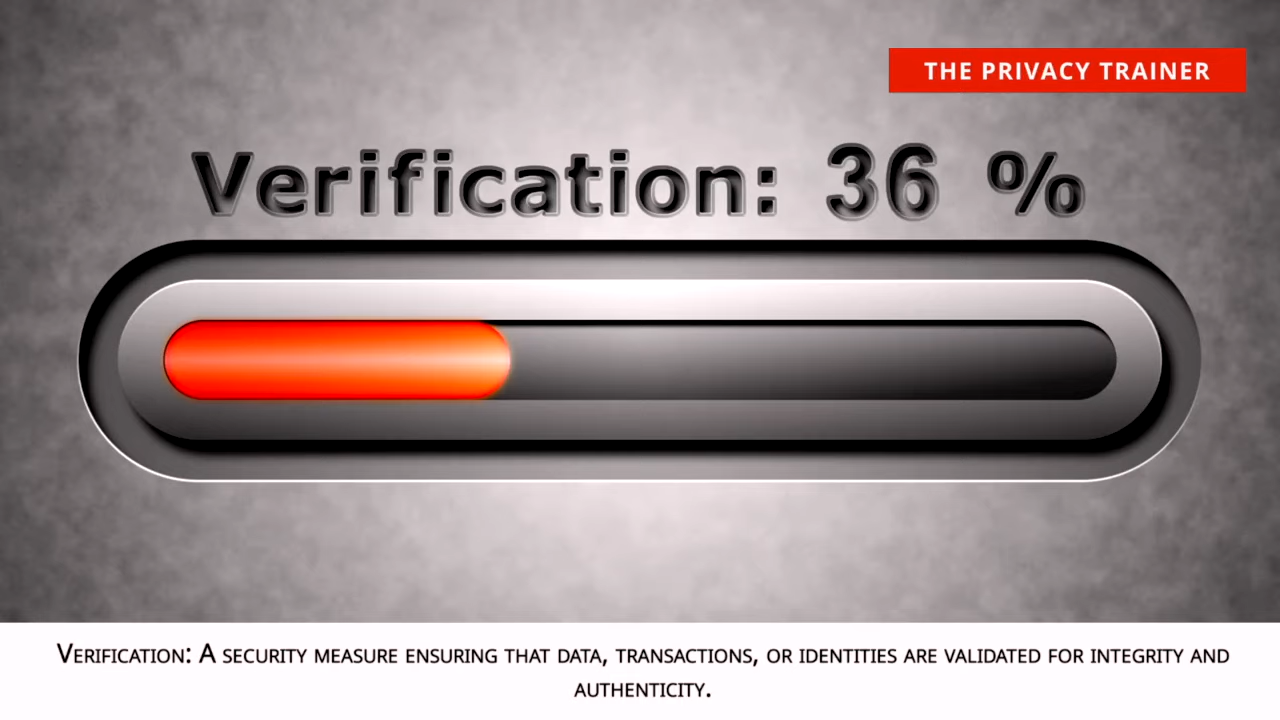 THE PRIVACY TRAINER
Verification: 36 %
Verification: A security measure ensuring that data, transactions, or identities are validated for integrity and
authenticity.